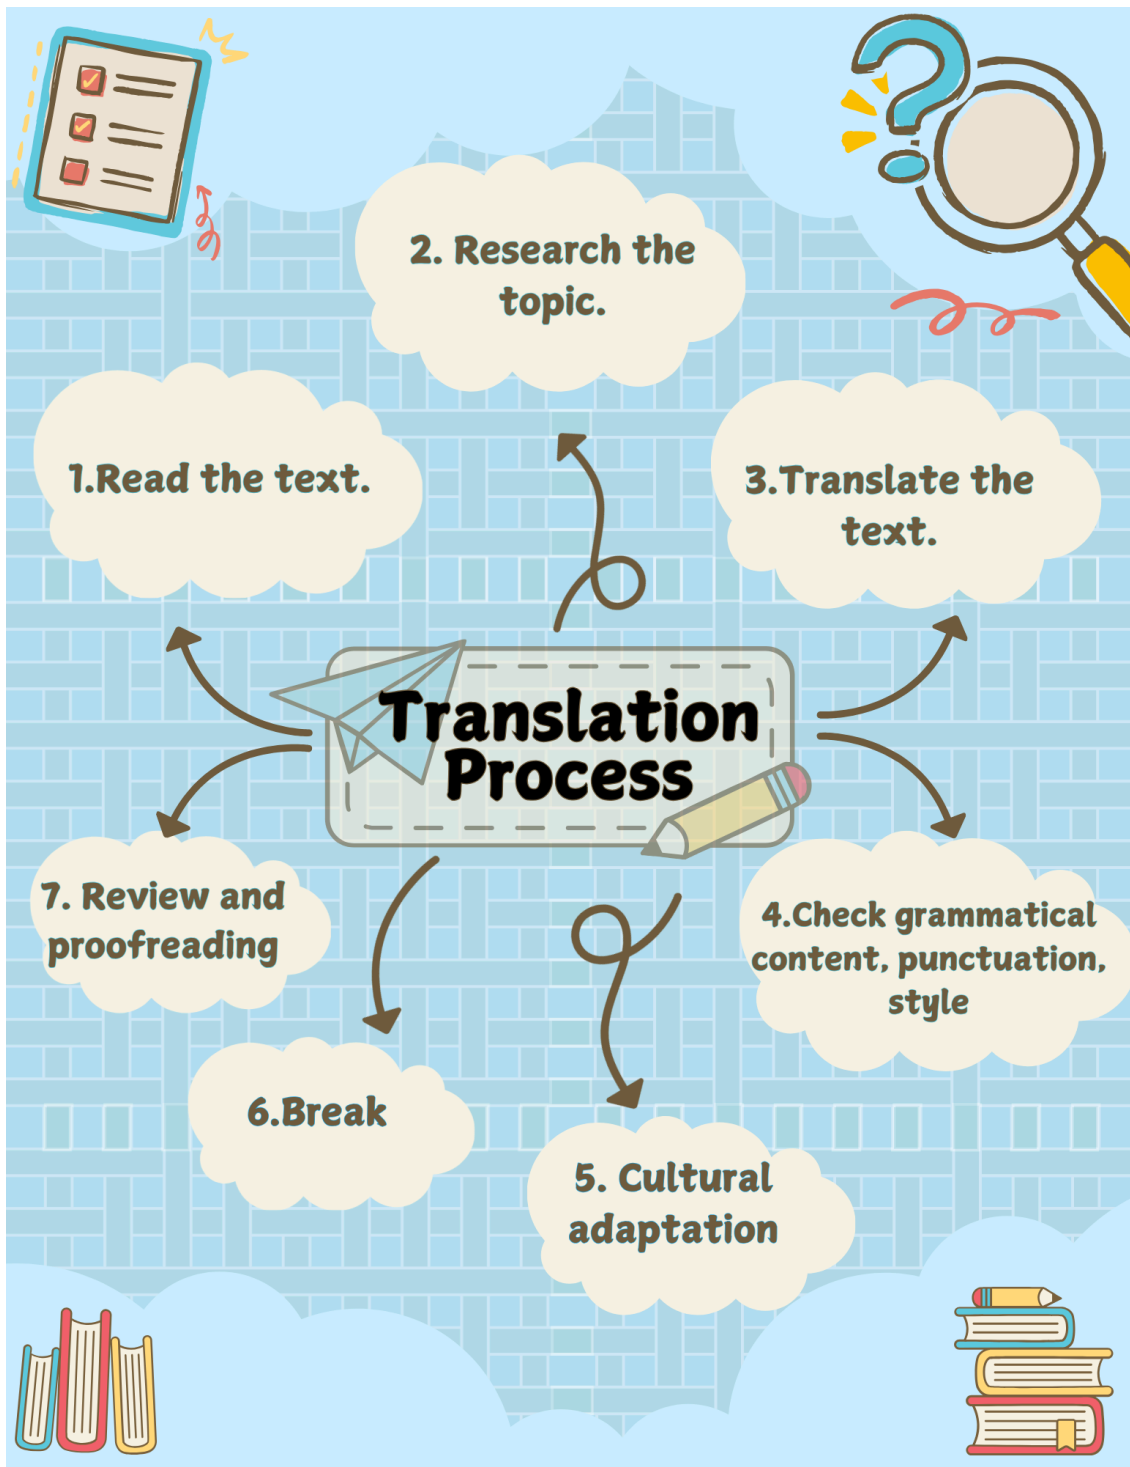 2. Research the
topic.
1.Read the text.
3.Translate the
text.
Translation
Process
7. Review and
proofreading
4.Check grammatical
content, punctuation,
style
6.Break
5. Cultural
adaptation